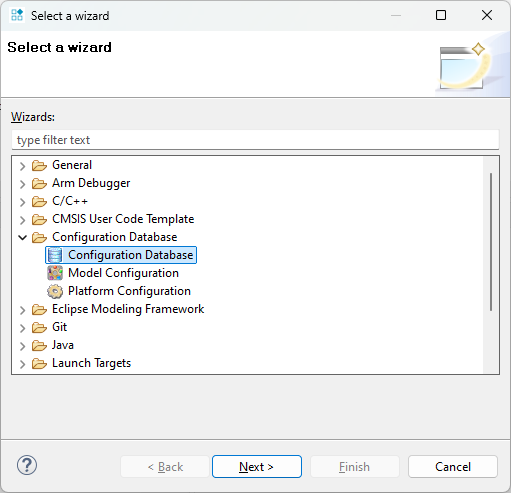 Select a wizard
Select a wizard
Wizards:
type filter text
General
Arm Debugger
C/C++
CMSIS User Code Template
Configuration Database
Configuration Database
Model Configuration
Platform Configuration
Eclipse Modeling Framework
Git
Java
Launch Targets
? < Back Next > Finish Cancel